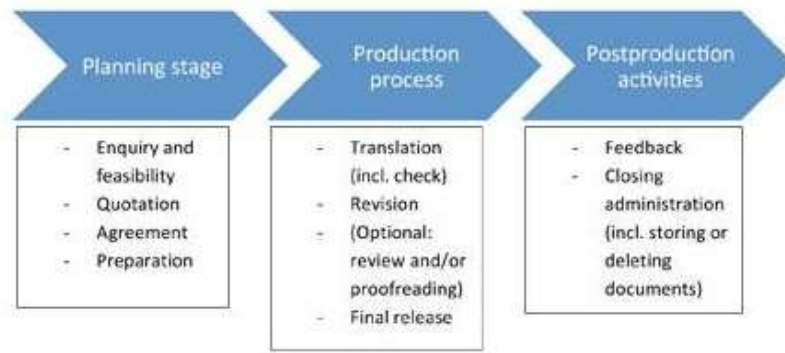 Planning stage
- Enquiry and
feasibility
- Quotation
- Agreement
- Preparation
Production
process
- Translation
(incl. check)
- Revision
- (Optional:
review and/or
proofreading)
- Final release
Postproduction
activities
- Feedback
- Closing
administration
(incl. storing or
deleting
documents)